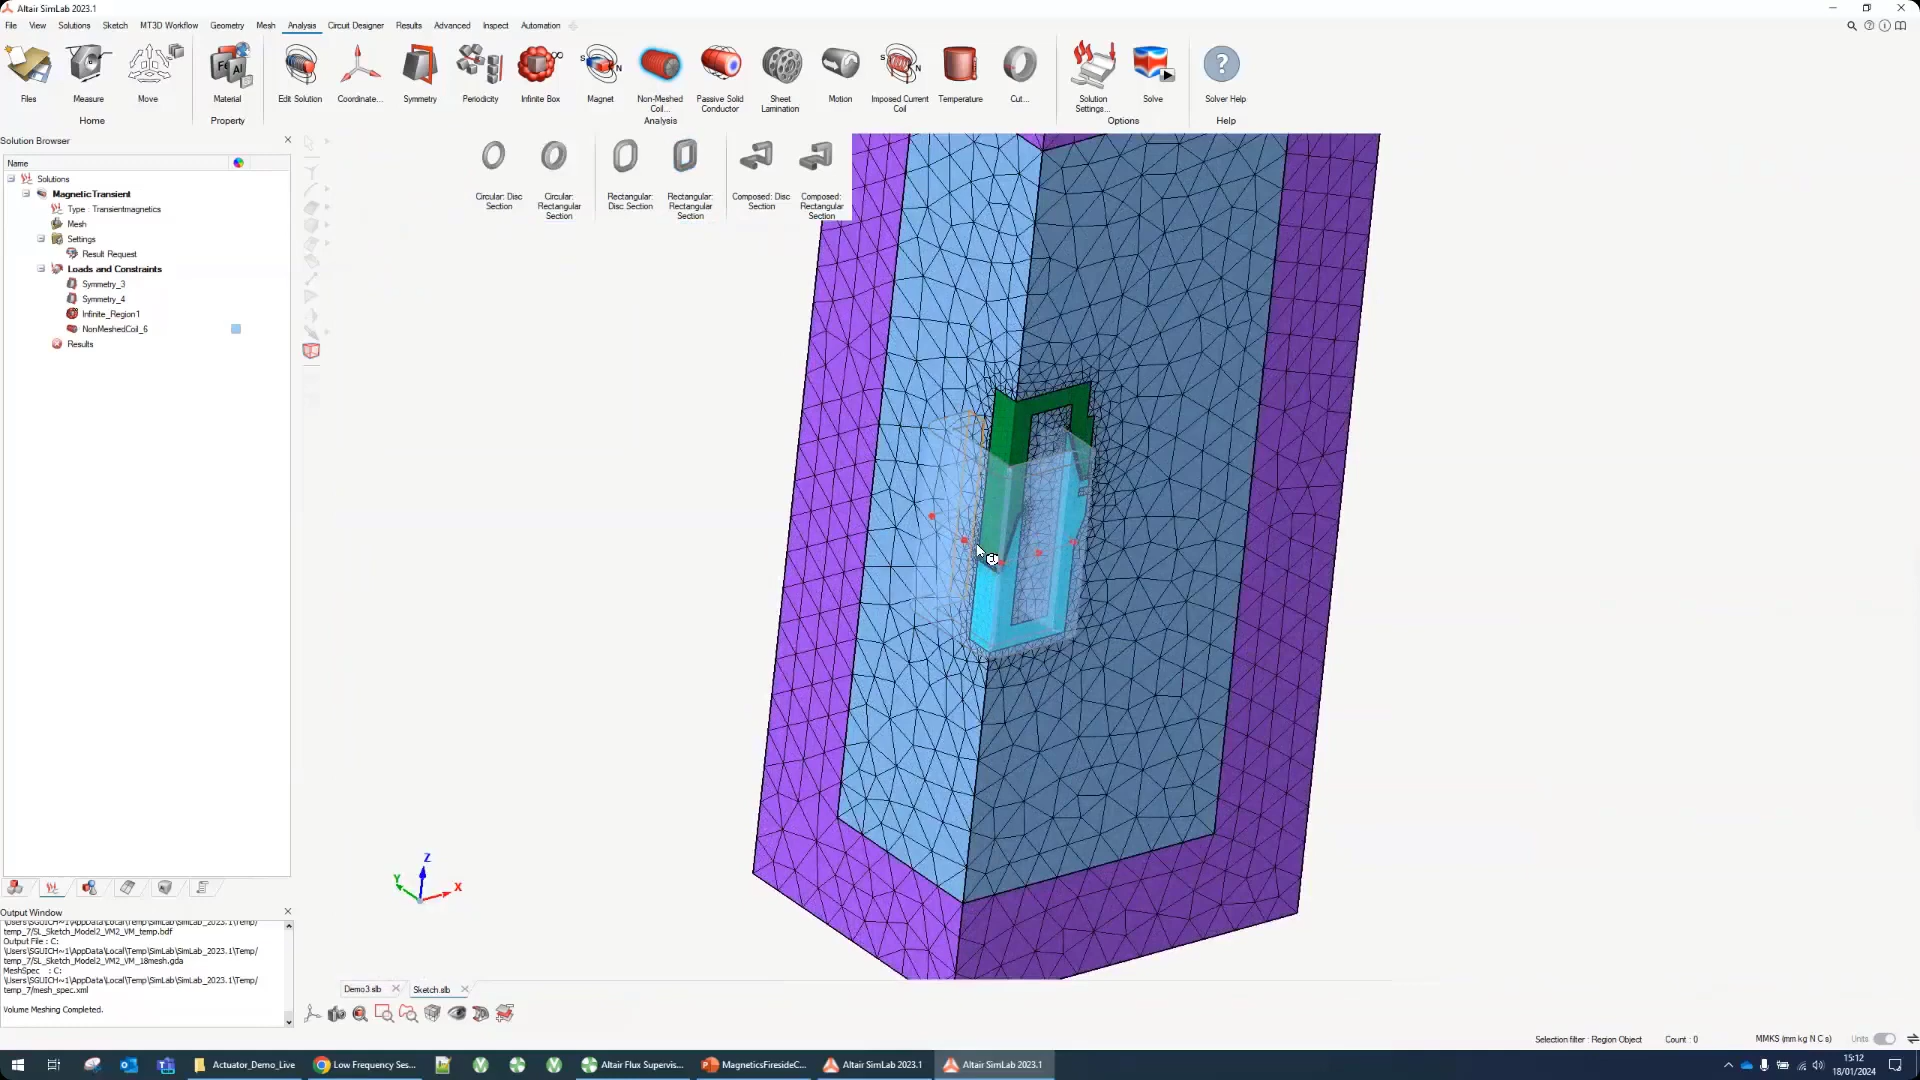 Altair SimLab 2023.1
File View Solutions Sketch MT3D Workflow Geometry Mesh Analysis Circuit Designer Results Advanced Inspect Automation
Files Measure Move Material Edit Solution Coordinate... Symmetry Periodicity Infinite Box Magnet Non-Meshed Coil... Passive Solid Conductor Sheet Lamination Motion Imposed Current Coil Temperature Cut... Solution Settings... Solve Solver Help
Home Property Analysis Options Help
Solution Browser
Name
Solutions
MagneticTransient
Type : Transientmagnetics
Mesh
Settings
Result Request
Loads and Constraints
Symmetry_3
Symmetry_4
Infinite_Region1
NonMeshedCoil_6
Results
Circular: Disc Section
Circular: Rectangular Section
Rectangular: Disc Section
Rectangular: Rectangular Section
Composed: Disc Section
Composed: Rectangular Section
S N
Z
Y
X
Output Window
\Users\SGUICH~1\AppData\Local\Temp\SimLab\SimLab_2023.1\Temp/
temp_7/SL_Sketch_Model2_VM2_VM_temp.bdf
Output File : C:
\Users\SGUICH~1\AppData\Local\Temp\SimLab\SimLab_2023.1\Temp/
temp_7/SL_Sketch_Model2_VM2_VM_18mesh.gda
MeshSpec : C:
\Users\SGUICH~1\AppData\Local\Temp\SimLab\SimLab_2023.1\Temp/
temp_7/mesh_spec.xml
Volume Meshing Completed.
Demo3.slb Sketch.slb
Selection filter : Region Object Count : 0 MMKS (mm kg N C s) Units
Actuator_Demo_Live Low Frequency Ses... Altair Flux Supervis... MagneticsFiresideC... Altair SimLab 2023.1 Altair SimLab 2023.1
15:12
18/01/2024